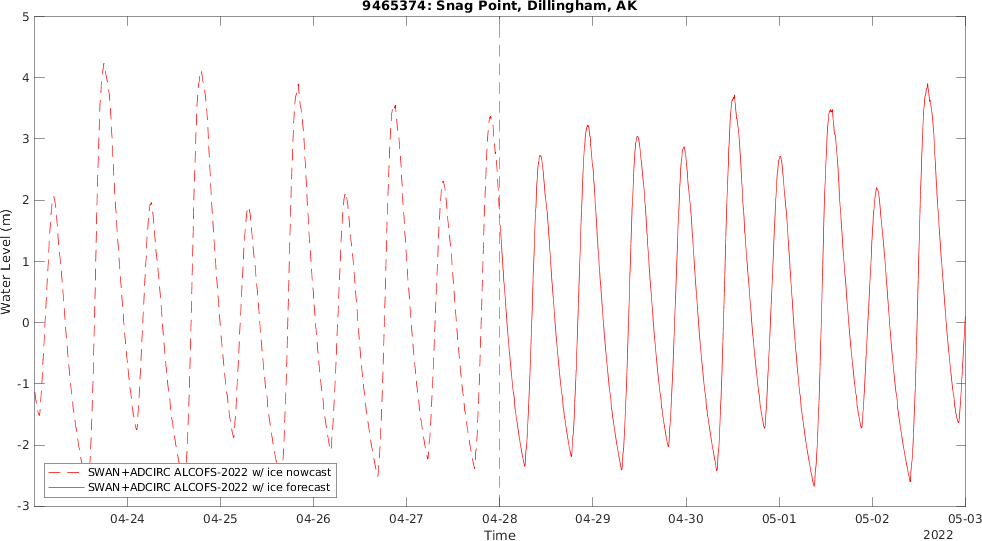 9465374: Snag Point, Dillingham, AK
Water Level (m)
5
4
3
2
1
0
-1
-2
-3
SWAN+ADCIRC ALCOFS-2022 w/ ice nowcast
SWAN+ADCIRC ALCOFS-2022 w/ ice forecast
04-24 04-25 04-26 04-27 04-28 04-29 04-30 05-01 05-02 05-03
Time
2022